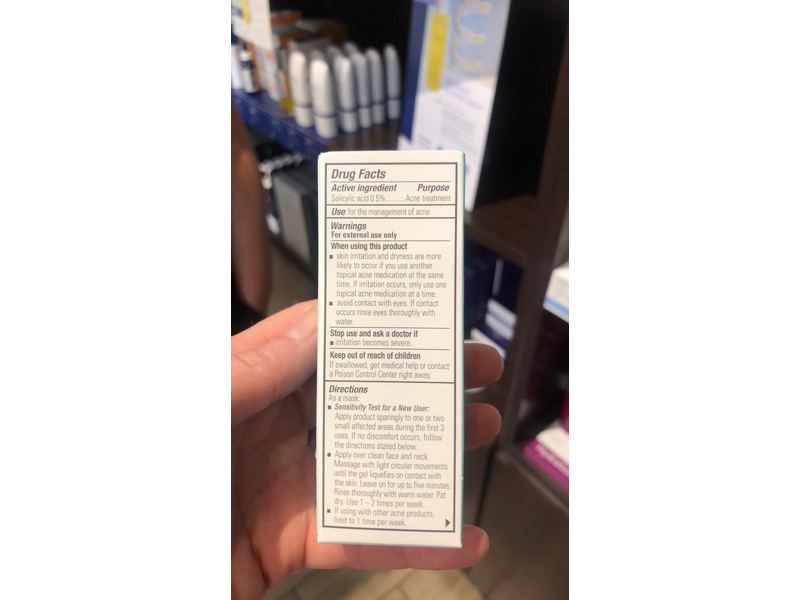 Drug Facts
Active ingredient Purpose
Salicylic acid 0.5%..........Acne treatment
Use for the management of acne
Warnings
For external use only
When using this product
■ skin irritation and dryness are more
likely to occur if you use another
topical acne medication at the same
time. If irritation occurs, only use one
topical acne medication at a time.
■ avoid contact with eyes. If contact
occurs rinse eyes thoroughly with
water.
Stop use and ask a doctor if
■ irritation becomes severe.
Keep out of reach of children
If swallowed, get medical help or contact
a Poison Control Center right away.
Directions
As a mask:
■ Sensitivity Test for a New User:
Apply product sparingly to one or two
small affected areas during the first 3
uses. If no discomfort occurs, follow
the directions stated below.
■ Apply over clean face and neck.
Massage with light circular movements
until the gel liquefies on contact with
the skin. Leave on for up to five minutes.
Rinse thoroughly with warm water. Pat
dry. Use 1 – 2 times per week.
■ If using with other acne products,
limit to 1 time per week.